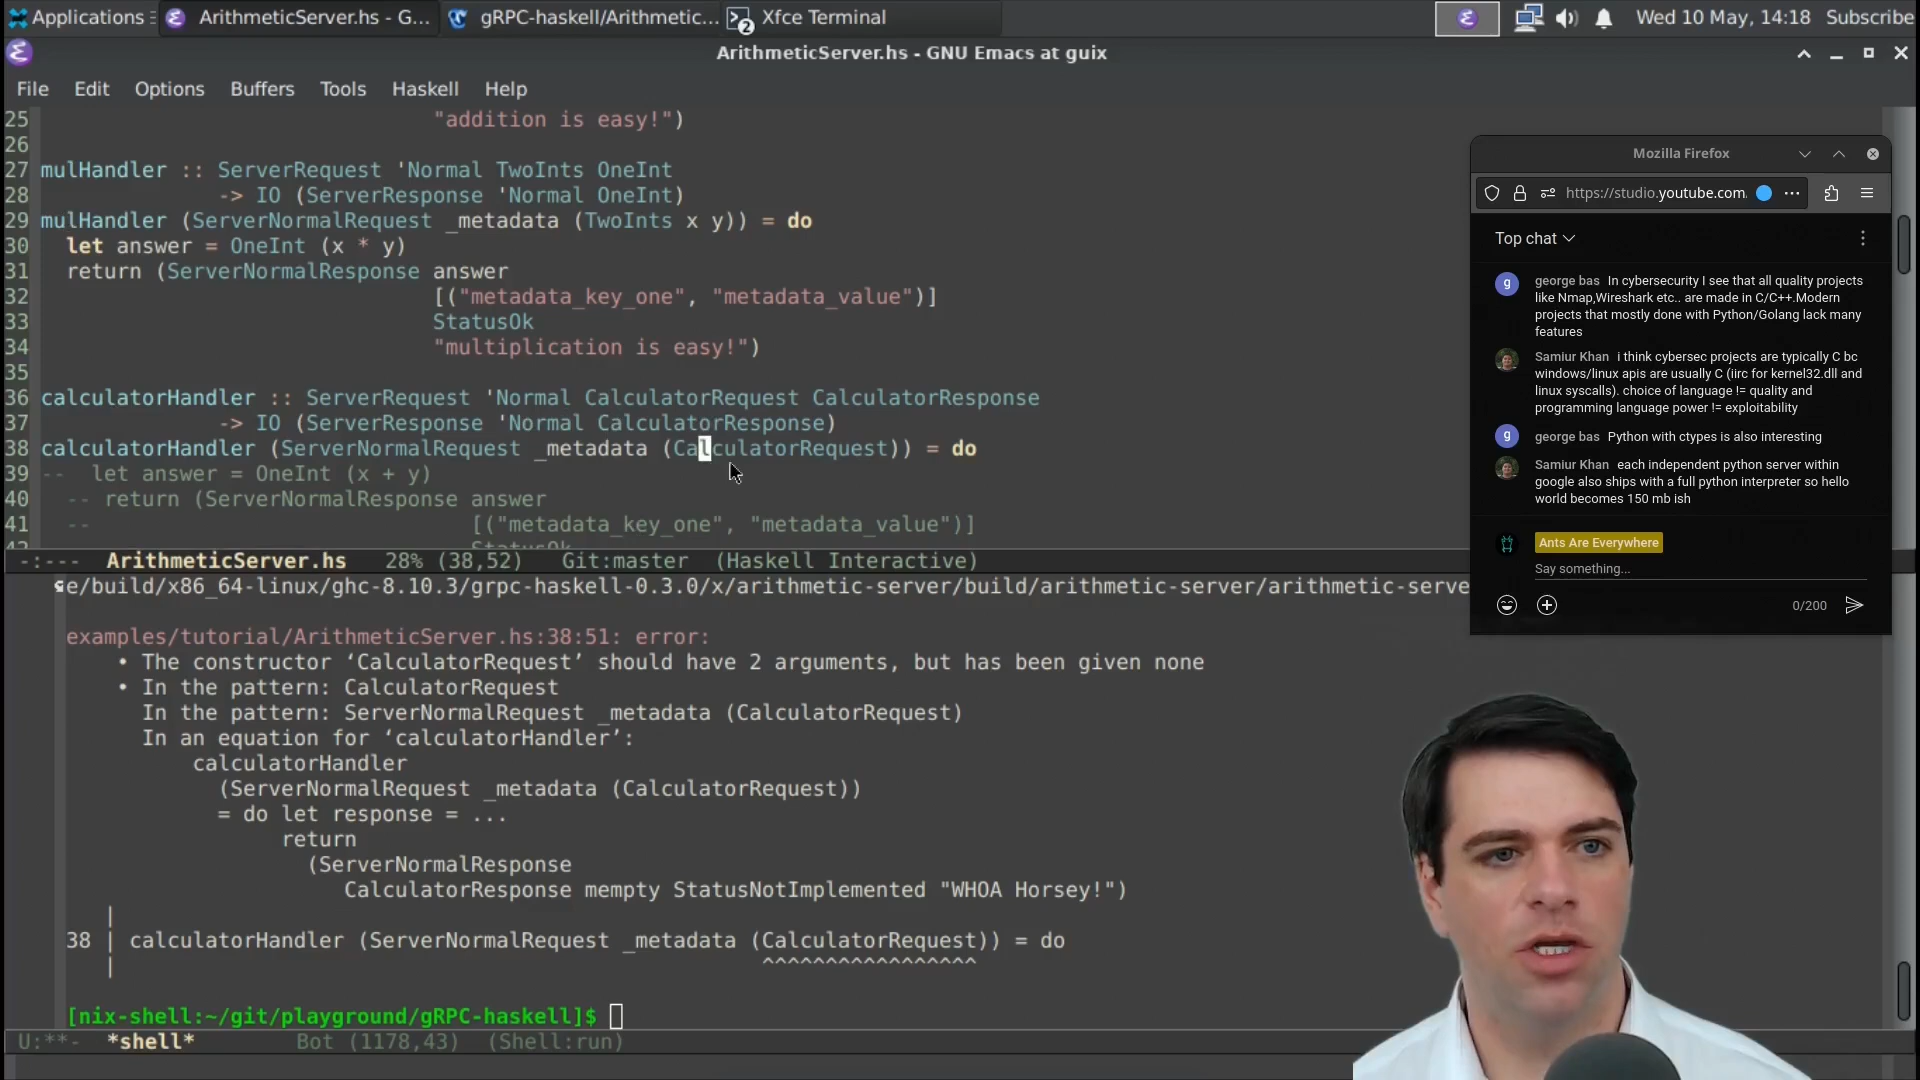 Applications
ArithmeticServer.hs - G...
gRPC-haskell/Arithmetic...
2
Xfce Terminal
Wed 10 May, 14:18
Subscribe
ArithmeticServer.hs - GNU Emacs at guix
File Edit Options Buffers Tools Haskell Help
25 "addition is easy!")
26
27 mulHandler :: ServerRequest 'Normal TwoInts OneInt
28 -> IO (ServerResponse 'Normal OneInt)
29 mulHandler (ServerNormalRequest _metadata (TwoInts x y)) = do
30 let answer = OneInt (x * y)
31 return (ServerNormalResponse answer
32 [("metadata_key_one", "metadata_value")]
33 StatusOk
34 "multiplication is easy!")
35
36 calculatorHandler :: ServerRequest 'Normal CalculatorRequest CalculatorResponse
37 -> IO (ServerResponse 'Normal CalculatorResponse)
38 calculatorHandler (ServerNormalRequest _metadata (CalculatorRequest)) = do
39 -- let answer = OneInt (x + y)
40 -- return (ServerNormalResponse answer
41 -- [("metadata_key_one", "metadata_value")]
-:--- ArithmeticServer.hs 28% (38,52) Git:master (Haskell Interactive)
e/build/x86_64-linux/ghc-8.10.3/grpc-haskell-0.3.0/x/arithmetic-server/build/arithmetic-server/arithmetic-serve
examples/tutorial/ArithmeticServer.hs:38:51: error:
• The constructor ‘CalculatorRequest’ should have 2 arguments, but has been given none
• In the pattern: CalculatorRequest
In the pattern: ServerNormalRequest _metadata (CalculatorRequest)
In an equation for ‘calculatorHandler’:
calculatorHandler
(ServerNormalRequest _metadata (CalculatorRequest))
= do let response = ...
return
(ServerNormalResponse
CalculatorResponse mempty StatusNotImplemented "WHOA Horsey!")
|
38 | calculatorHandler (ServerNormalRequest _metadata (CalculatorRequest)) = do
| ^^^^^^^^^^^^^^^^^
[nix-shell:~/git/playground/gRPC-haskell]$
U:**- *shell* Bot (1178,43) (Shell:run)
Mozilla Firefox
https://studio.youtube.com
Top chat
g
george bas In cybersecurity I see that all quality projects
like Nmap,Wireshark etc.. are made in C/C++.Modern
projects that mostly done with Python/Golang lack many
features
Samiur Khan i think cybersec projects are typically C bc
windows/linux apis are usually C (iirc for kernel32.dll and
linux syscalls). choice of language != quality and
programming language power != exploitability
g
george bas Python with ctypes is also interesting
Samiur Khan each independent python server within
google also ships with a full python interpreter so hello
world becomes 150 mb ish
Ants Are Everywhere
Say something...
0/200